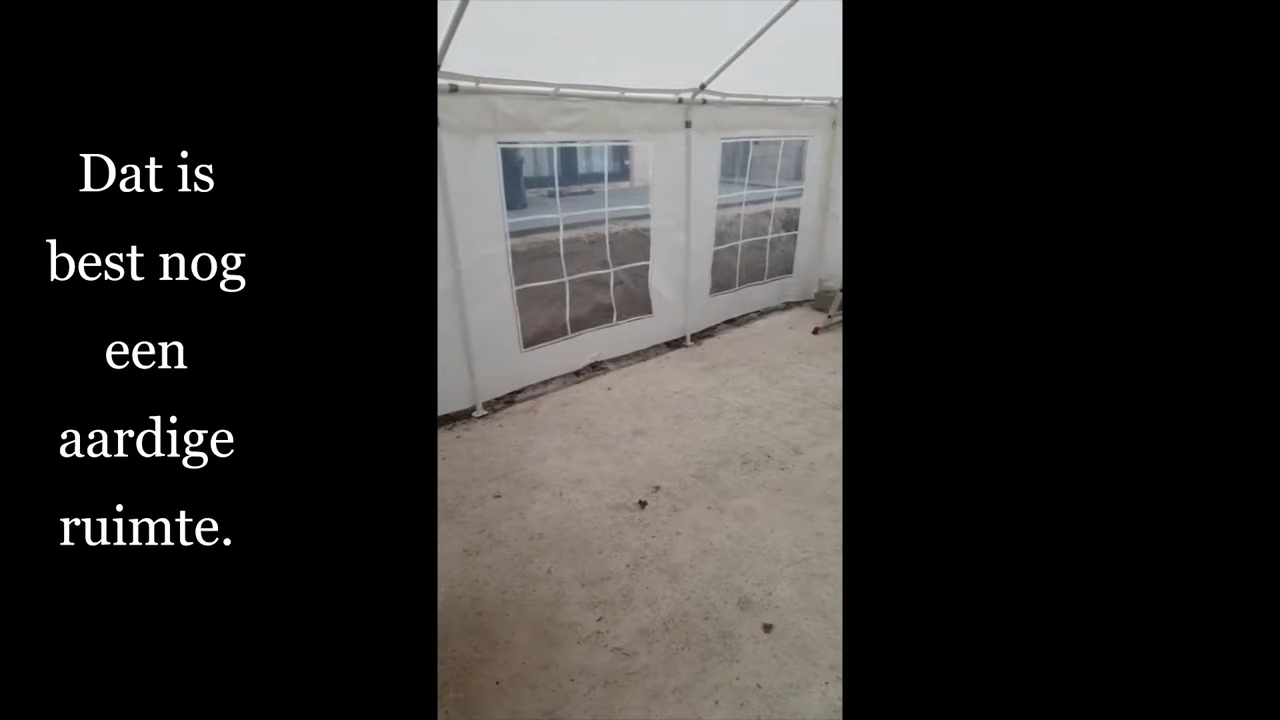 Dat is
best nog
een
aardige
ruimte.